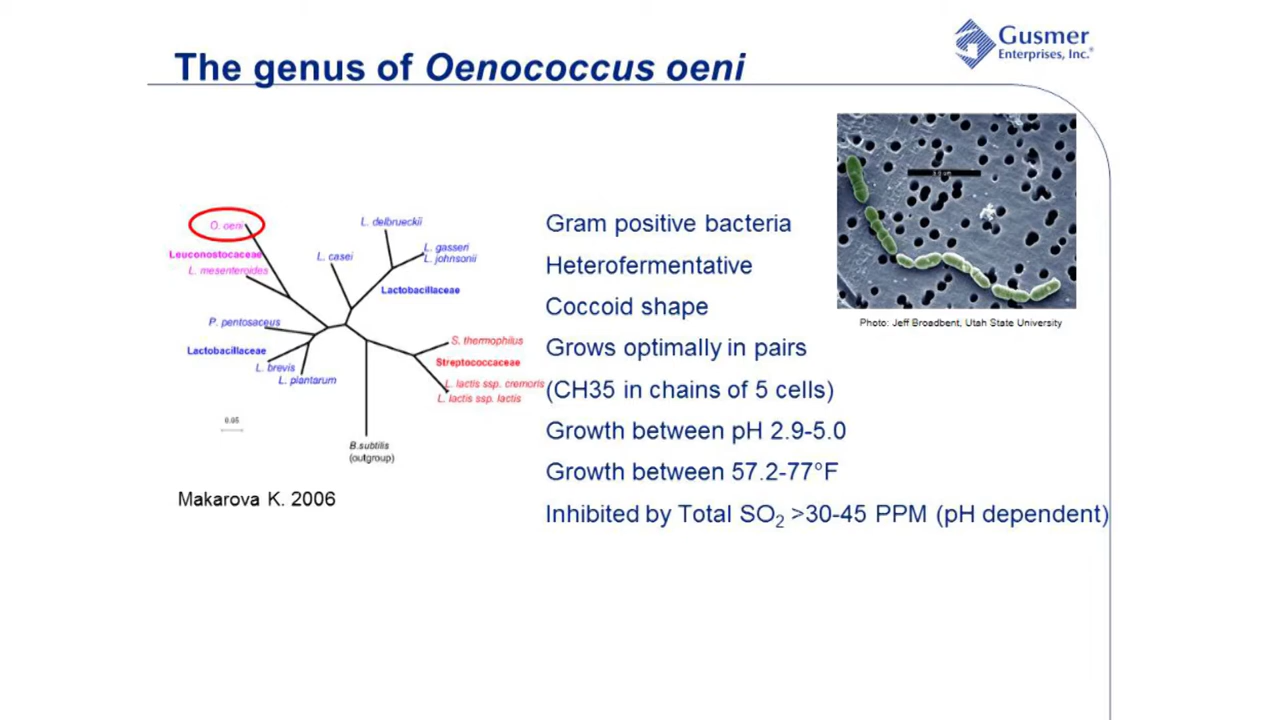 Gusmer
Enterprises, Inc.®
The genus of Oenococcus oeni
O. oeni
Leuconostocaceae
L. mesenteroides
P. pentosaceus
Lactobacillaceae
L. brevis
L. plantarum
0.05
L. casei
L. delbrueckii
L. gasseri
L. johnsonii
Lactobacillaceae
S. thermophilus
Streptococcaceae
L. lactis ssp. cremoris
L. lactis ssp. lactis
B.subtilis
(outgroup)
Makarova K. 2006
Gram positive bacteria
Heterofermentative
Coccoid shape
Grows optimally in pairs
(CH35 in chains of 5 cells)
Growth between pH 2.9-5.0
Growth between 57.2-77°F
Inhibited by Total SO₂ >30-45 PPM (pH dependent)
Photo: Jeff Broadbent, Utah State University